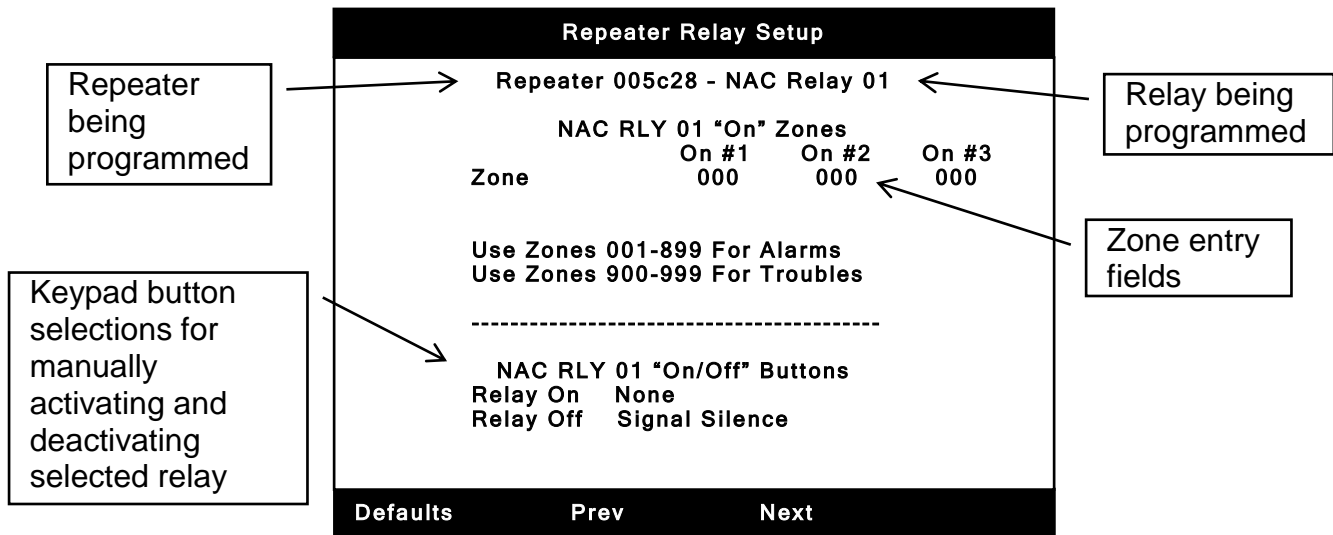 Repeater Relay Setup
Repeater
being
programmed
Repeater 005c28 - NAC Relay 01
Relay being
programmed
NAC RLY 01 “On” Zones
On #1 On #2 On #3
Zone 000 000 000
Zone entry
fields
Use Zones 001-899 For Alarms
Use Zones 900-999 For Troubles
Keypad button
selections for
manually
activating and
deactivating
selected relay
------------------------------------------
NAC RLY 01 “On/Off” Buttons
Relay On None
Relay Off Signal Silence
Defaults Prev Next